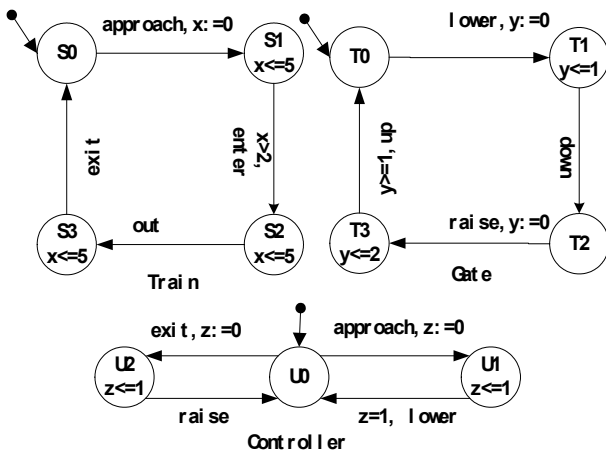 approach, x:=0
S0
S1
x<=5
x>2,
enter
exit
out
S3
x<=5
S2
x<=5
Train
lower, y:=0
T0
T1
y<=1
y>=1, up
down
raise, y:=0
T3
y<=2
T2
Gate
exit, z:=0
approach, z:=0
U2
z<=1
U0
U1
z<=1
raise
z=1, lower
Controller